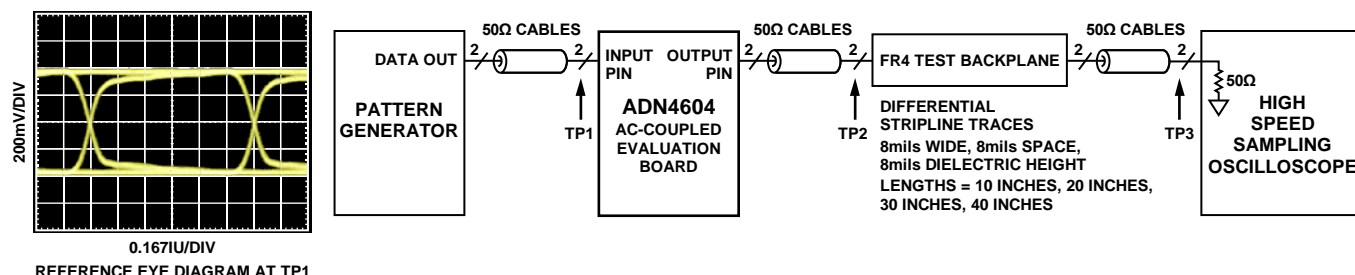 200mV/DIV
0.167IU/DIV
REFERENCE EYE DIAGRAM AT TP1
DATA OUT
PATTERN
GENERATOR
50Ω CABLES
2
2
TP1
INPUT
PIN
OUTPUT
PIN
ADN4604
AC-COUPLED
EVALUATION
BOARD
50Ω CABLES
2
2
TP2
FR4 TEST BACKPLANE
DIFFERENTIAL
STRIPLINE TRACES
8mils WIDE, 8mils SPACE,
8mils DIELECTRIC HEIGHT
LENGTHS = 10 INCHES, 20 INCHES,
30 INCHES, 40 INCHES
50Ω CABLES
2
2
TP3
50Ω
HIGH
SPEED
SAMPLING
OSCILLOSCOPE